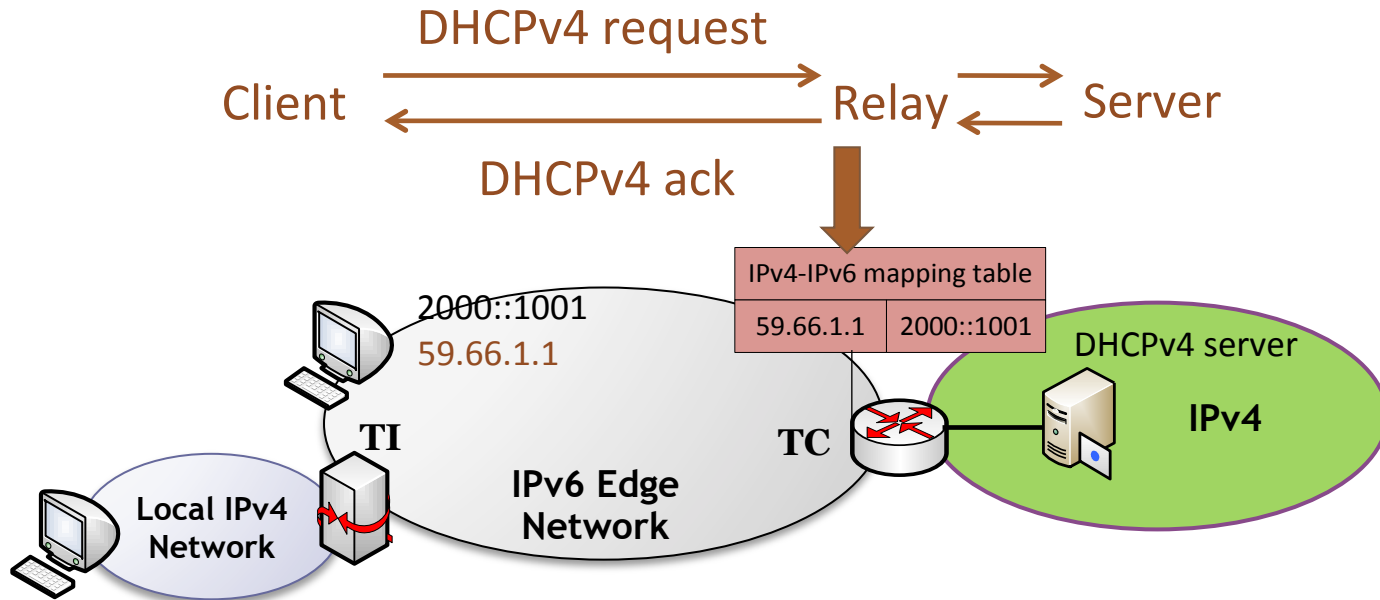 DHCPv4 request
Client
Relay
Server
DHCPv4 ack
IPv4-IPv6 mapping table
59.66.1.1
2000::1001
2000::1001
59.66.1.1
DHCPv4 server
IPv4
TI
TC
IPv6 Edge
Network
Local IPv4
Network